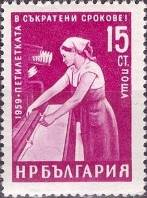 1959-ПЕТИЛЕТКАТА
В СЪКРАТЕНИ СРОКОВЕ!
15
СТ. ПОЩА
НРБЪЛГАРИЯ